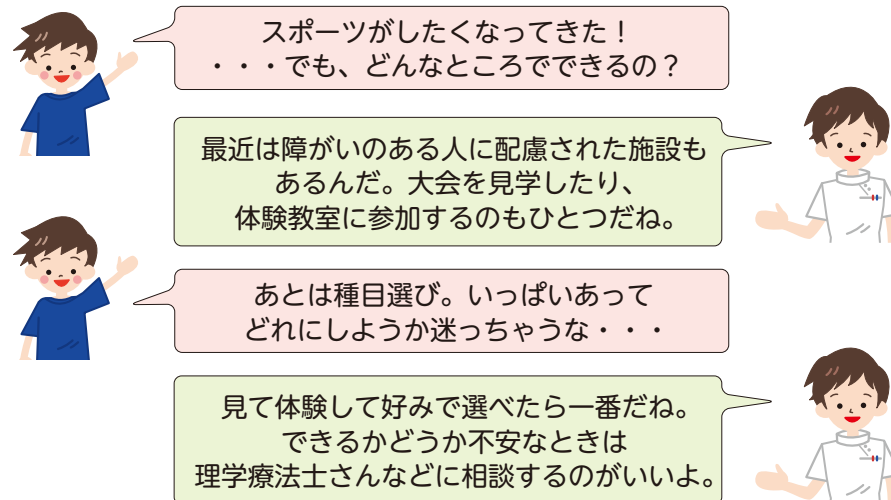 スポーツがしたくなってきた！
・・・でも、どんなところでできるの？
最近は障がいのある人に配慮された施設も
あるんだ。大会を見学したり、
体験教室に参加するのもひとつだね。
あとは種目選び。いっぱいあって
どれにしようか迷っちゃうな・・・
見て体験して好みで選べたら一番だね。
できるかどうか不安なときは
理学療法士さんなどに相談するのがいいよ。